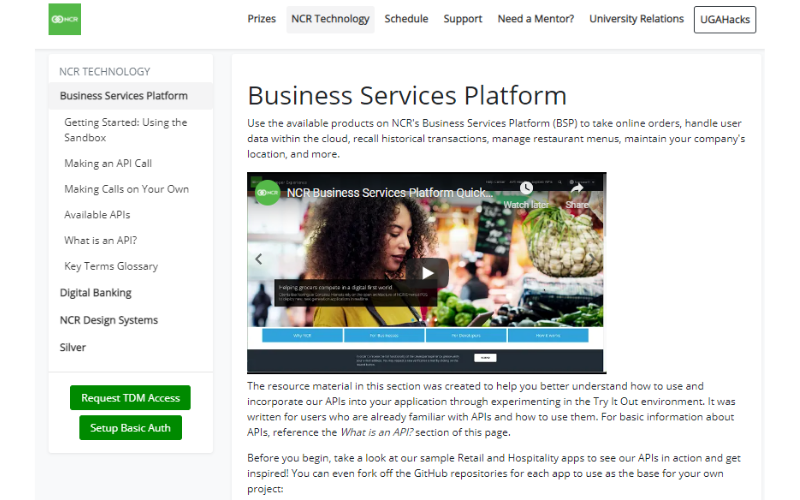 NCR
Prizes
NCR Technology
Schedule
Support
Need a Mentor?
University Relations
UGAHacks
NCR TECHNOLOGY
Business Services Platform
Getting Started: Using the
Sandbox
Making an API Call
Making Calls on Your Own
Available APIs
What is an API?
Key Terms Glossary
Digital Banking
NCR Design Systems
Silver
Request TDM Access
Setup Basic Auth
Business Services Platform
Use the available products on NCR's Business Services Platform (BSP) to take online orders, handle user
data within the cloud, recall historical transactions, manage restaurant menus, maintain your company's
location, and more.
NCR
NCR Business Services Platform Quick...
Watch later
Share
Helping grocers compete in a digital first world
The resource material in this section was created to help you better understand how to use and
incorporate our APIs into your application through experimenting in the Try It Out environment. It was
written for users who are already familiar with APIs and how to use them. For basic information about
APIs, reference the What is an API? section of this page.
Before you begin, take a look at our sample Retail and Hospitality apps to see our APIs in action and get
inspired! You can even fork off the GitHub repositories for each app to use as the base for your own
project: